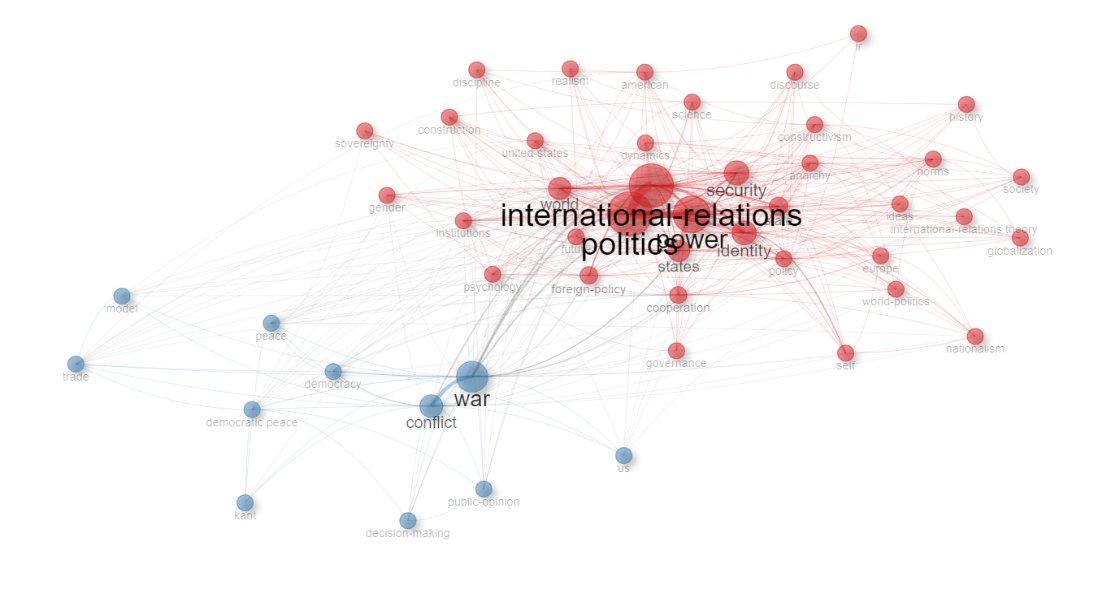 ir
discipline
realism
american
discourse
science
history
construction
constructivism
sovereignty
united-states
dynamics
anarchy
norms
society
security
world
gender
international-relations
ideas
institutions
international-relations theory
politics
power
identity
globalization
states
policy
europe
psychology
foreign-policy
world-politics
cooperation
model
peace
governance
self
nationalism
trade
democracy
war
democratic peace
conflict
us
public-opinion
kant
decision-making